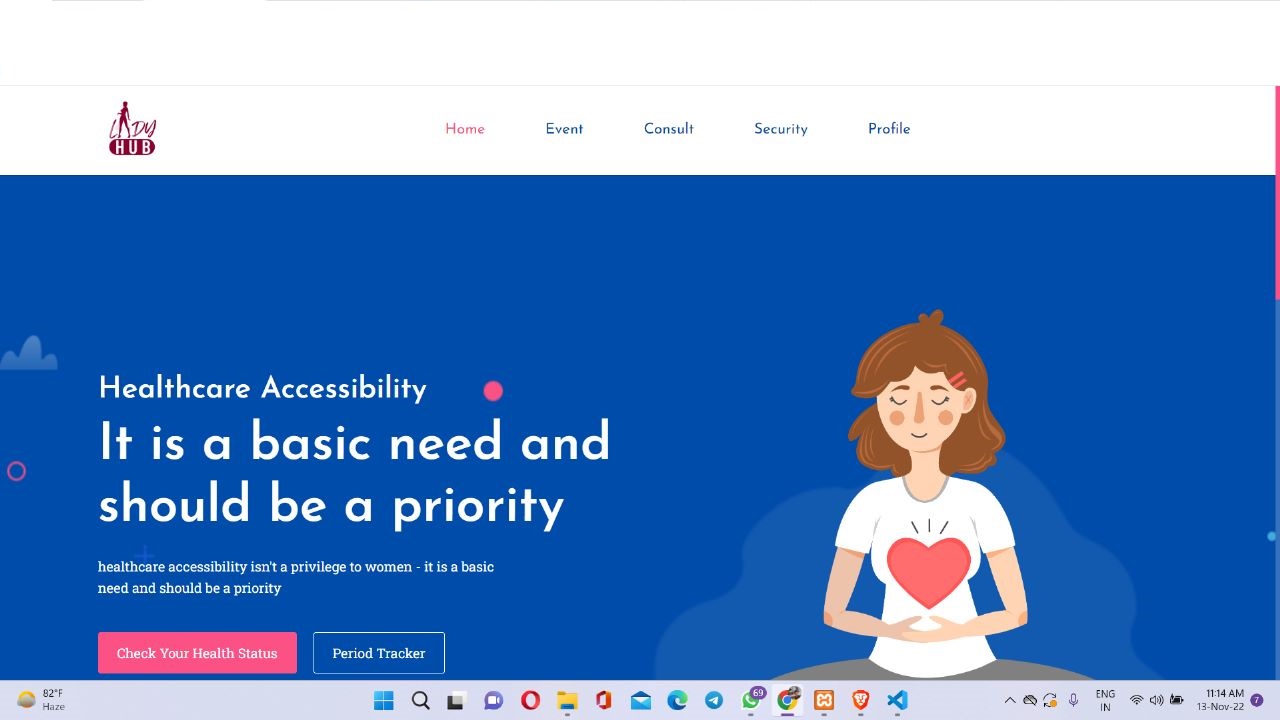 LADY
HUB
Home
Event
Consult
Security
Profile
Healthcare Accessibility
It is a basic need and
should be a priority
healthcare accessibility isn't a privilege to women - it is a basic
need and should be a priority
Check Your Health Status
Period Tracker
82°F
Haze
69
ENG
IN
11:14 AM
13-Nov-22
7